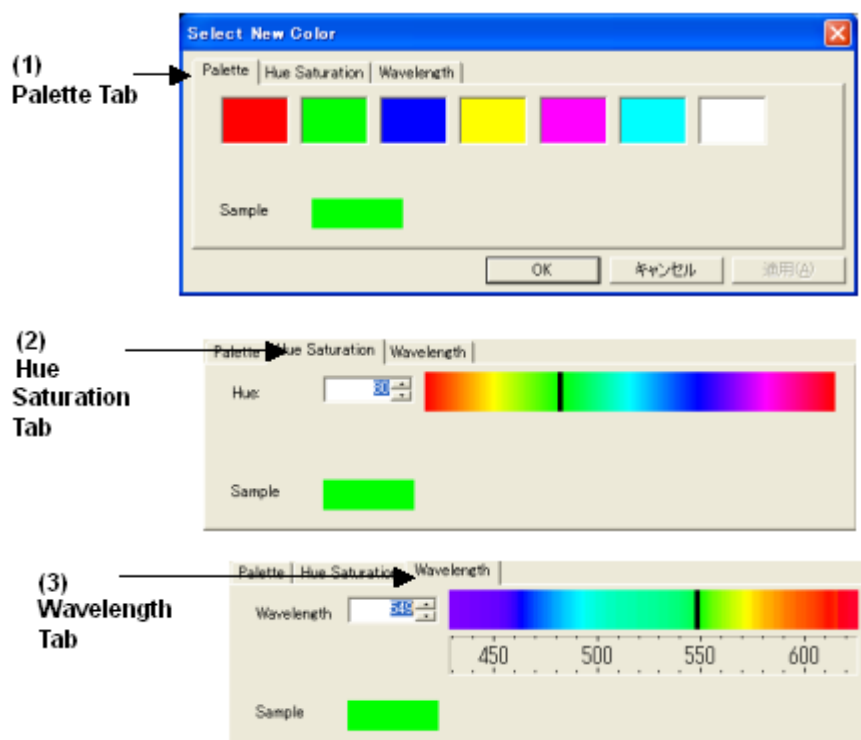 Select New Color
(1)
Palette Tab
Palette Hue Saturation Wavelength
Sample
OK キャンセル 適用(A)
(2)
Hue
Saturation
Tab
Palette Hue Saturation Wavelength
Hue: 80
Sample
(3)
Wavelength
Tab
Palette Hue Saturation Wavelength
Wavelength 549
450 500 550 600
Sample